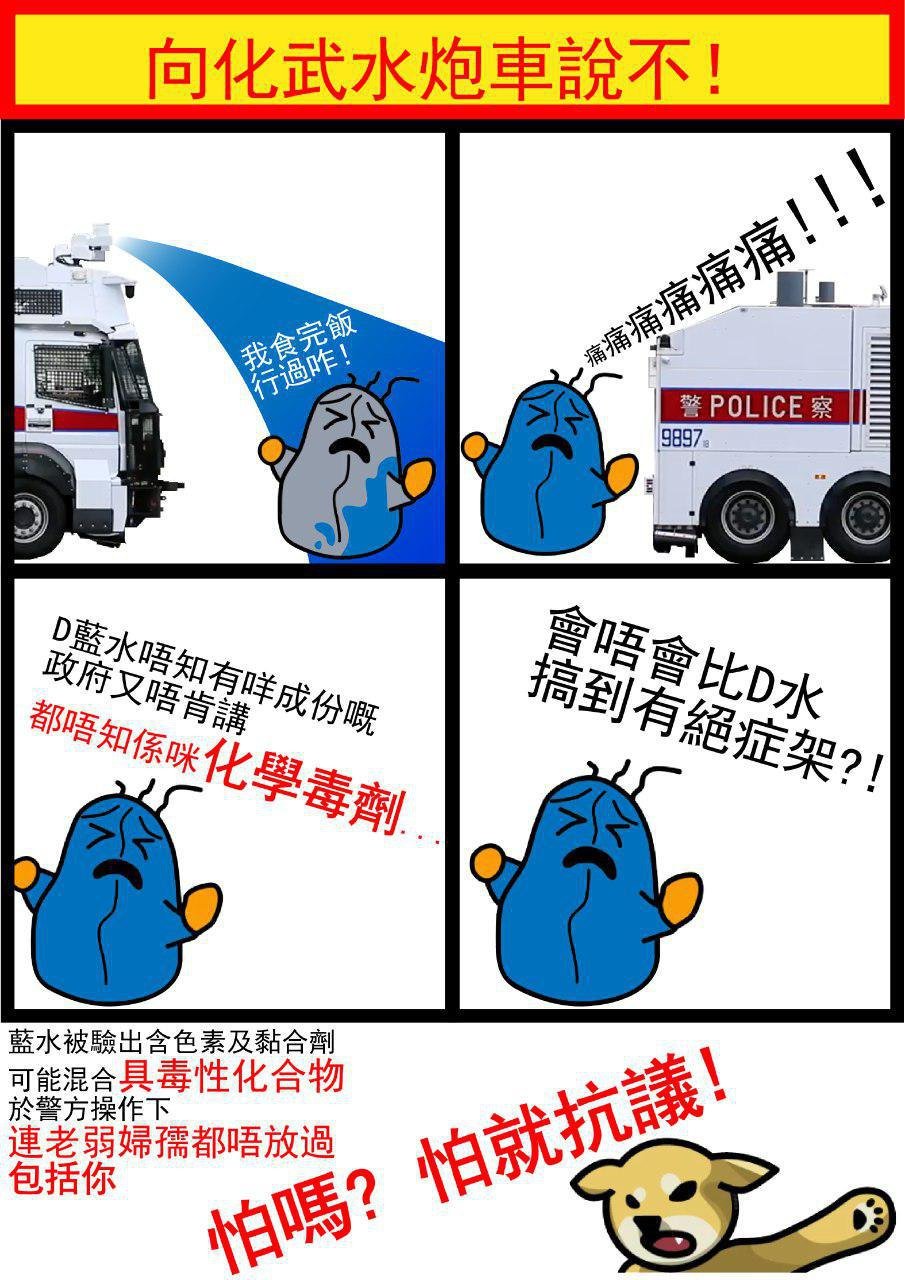 向化武水炮車說不!
我食完飯
行過咋!
痛痛痛痛痛痛!!!
警 POLICE 察
9897 18
D藍水唔知有咩成份嘅
政府又唔肯講
都唔知係咪化學毒劑...
會唔會比D水
搞到有絕症架?!
藍水被驗出含色素及黏合劑
可能混合具毒性化合物
於警方操作下
連老弱婦孺都唔放過
包括你
怕嗎? 怕就抗議!